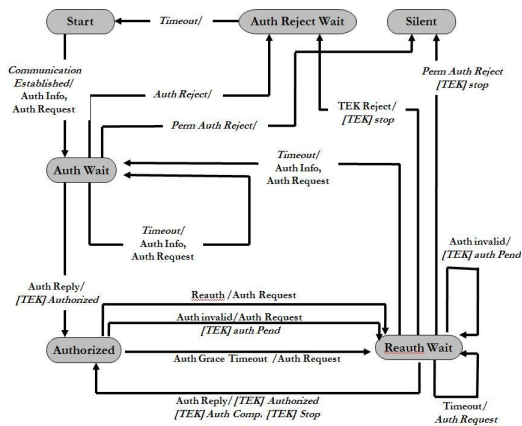 Start
Timeout/
Auth Reject Wait
Silent
Communication
Established/
Auth Info,
Auth Request
Auth Reject/
TEK Reject/
[TEK] stop
Perm Auth Reject
[TEK] stop
Perm Auth Reject/
Auth Wait
Timeout/
Auth Info,
Auth Request
Timeout/
Auth Info,
Auth Request
Auth invalid/
[TEK] auth Pend
Auth Reply/
[TEK] Authorized
Reauth /Auth Request
Auth invalid/Auth Request
[TEK] auth Pend
Authorized
Reauth Wait
Auth Grace Timeout /Auth Request
Auth Reply/ [TEK] Authorized
[TEK] Auth Comp. [TEK] Stop
Timeout/
Auth Request